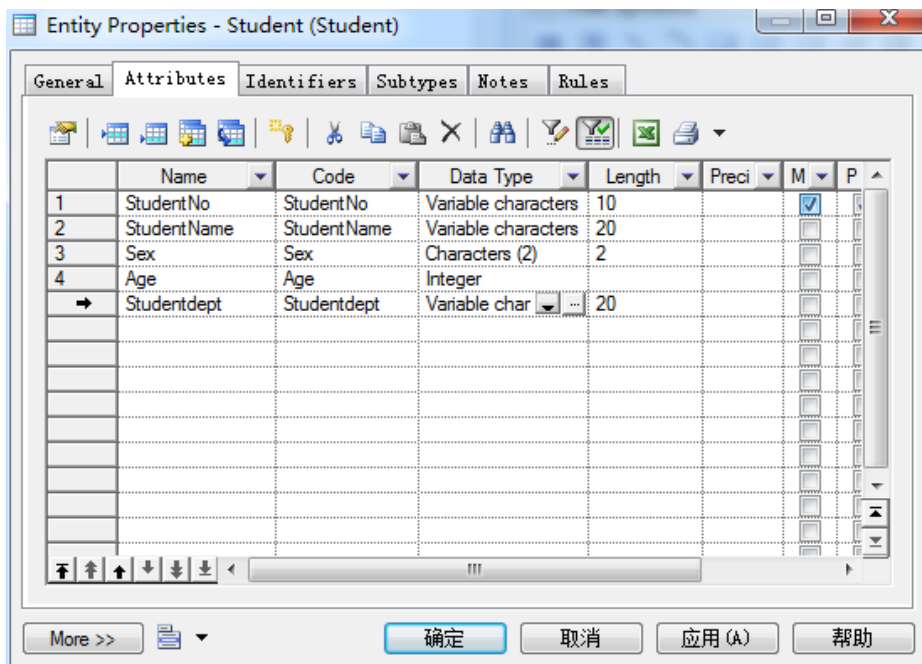 Entity Properties - Student (Student)
General Attributes Identifiers Subtypes Notes Rules
Name Code Data Type Length Preci M P
1 StudentNo StudentNo Variable characters 10
2 StudentName StudentName Variable characters 20
3 Sex Sex Characters (2) 2
4 Age Age Integer
Studentdept Studentdept Variable char ... 20
More >> 确定 取消 应用(A) 帮助